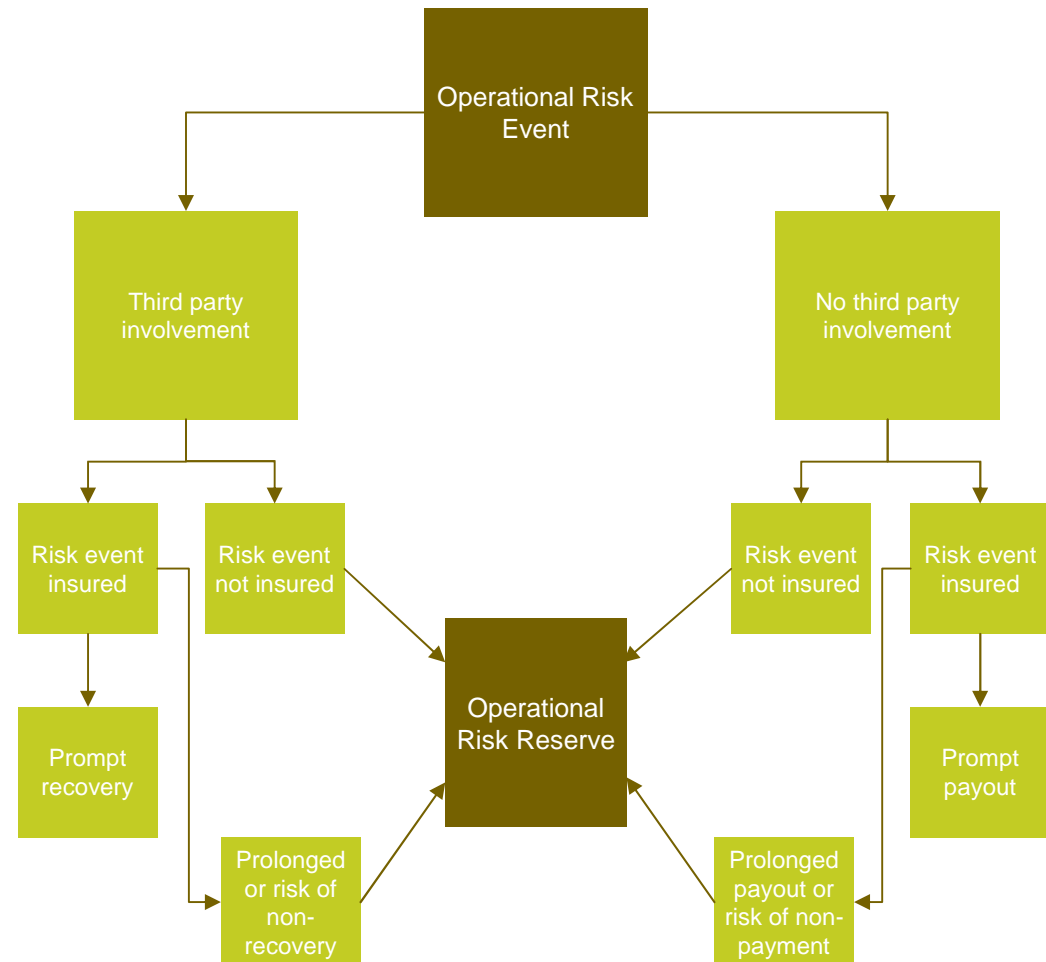 Operational Risk
Event
Third party
involvement
No third party
involvement
Risk event
insured
Risk event
not insured
Risk event
not insured
Risk event
insured
Operational
Risk Reserve
Prompt
recovery
Prompt
payout
Prolonged
or risk of
non-
recovery
Prolonged
payout or
risk of non-
payment